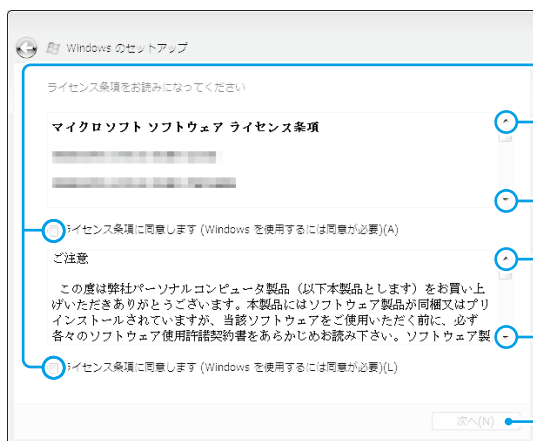 Windows のセットアップ
ライセンス条項をお読みになってください
マイクロソフト ソフトウェア ライセンス条項
ライセンス条項に同意します (Windows を使用するには同意が必要)(A)
ご注意
この度は弊社パーソナルコンピュータ製品（以下本製品とします）をお買い上
げいただきありがとうございます。本製品にはソフトウェア製品が同梱又はプリ
インストールされていますが、当該ソフトウェアをご使用いただく前に、必ず
各々のソフトウェア使用許諾契約書をあらかじめお読み下さい。ソフトウェア製
ライセンス条項に同意します (Windows を使用するには同意が必要)(L)
次へ(N)